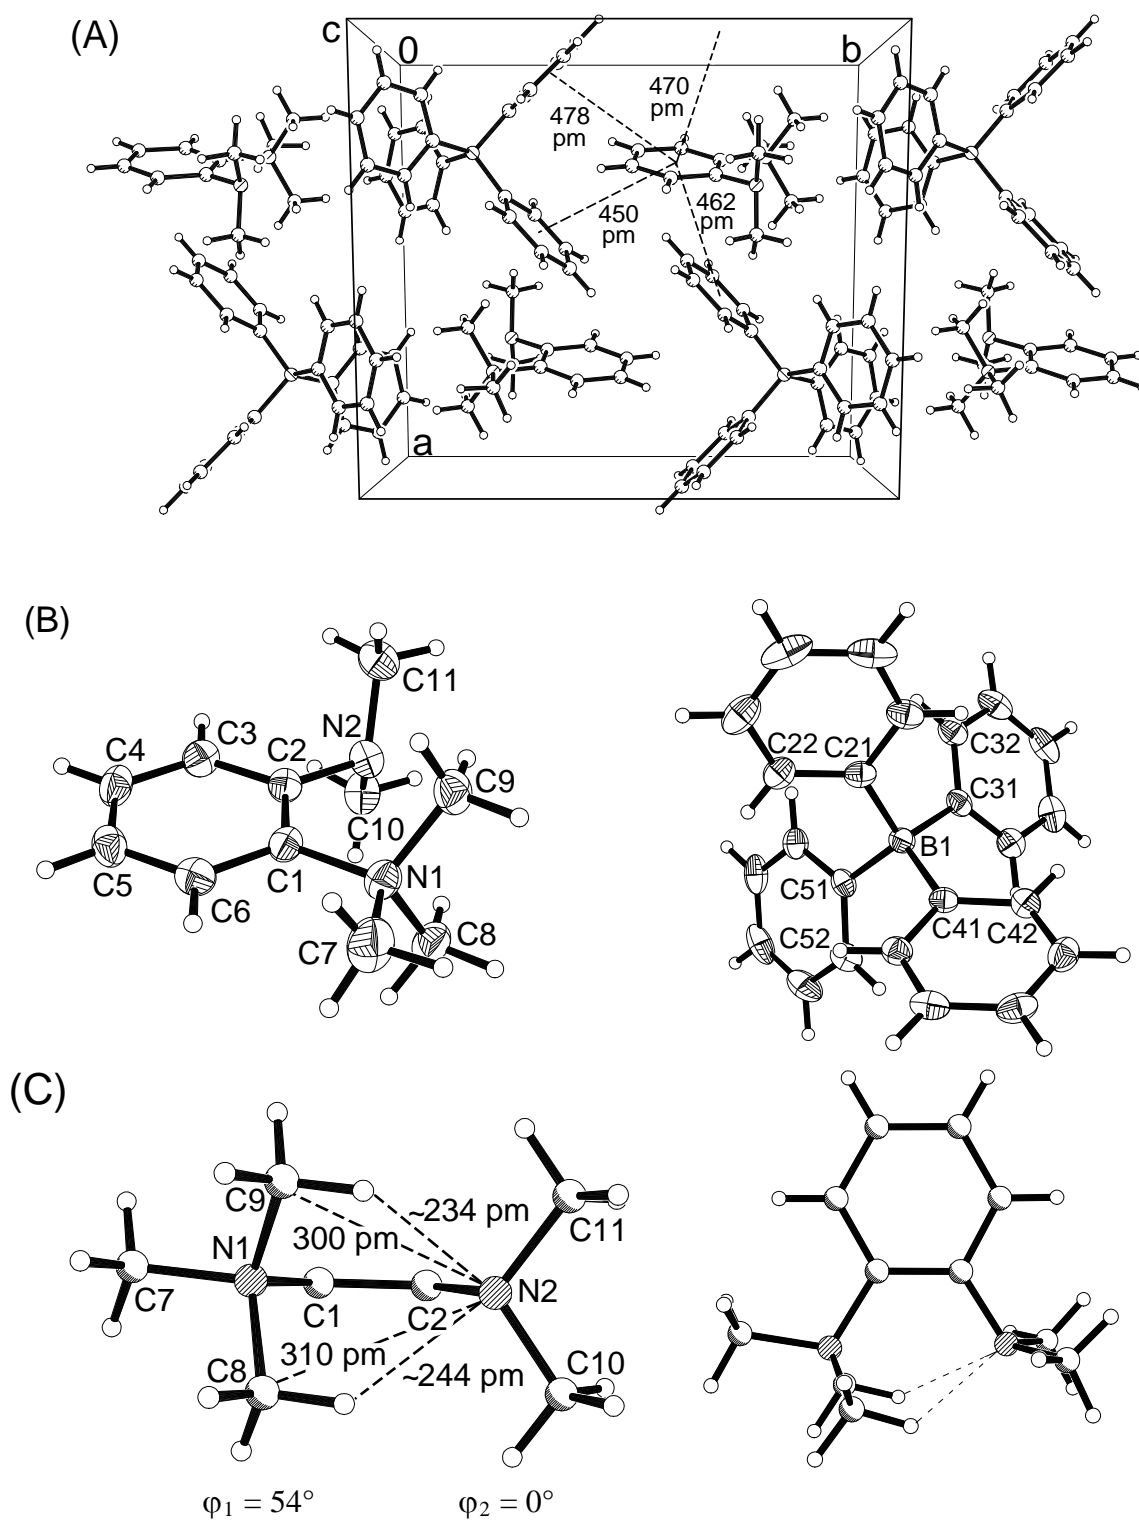 (A)
c
0
b
470
pm
478
pm
450
pm
462
pm
a
(B)
C11
N2
C3
C2
C4
C9
C10
C1
N1
C5
C6
C7
C8
C22
C21
C32
C31
B1
C51
C41
C42
C52
(C)
C9
~234 pm
C11
300 pm
N1
C7
C1
C2
N2
310 pm
C8
~244 pm
C10
φ1 = 54°
φ2 = 0°